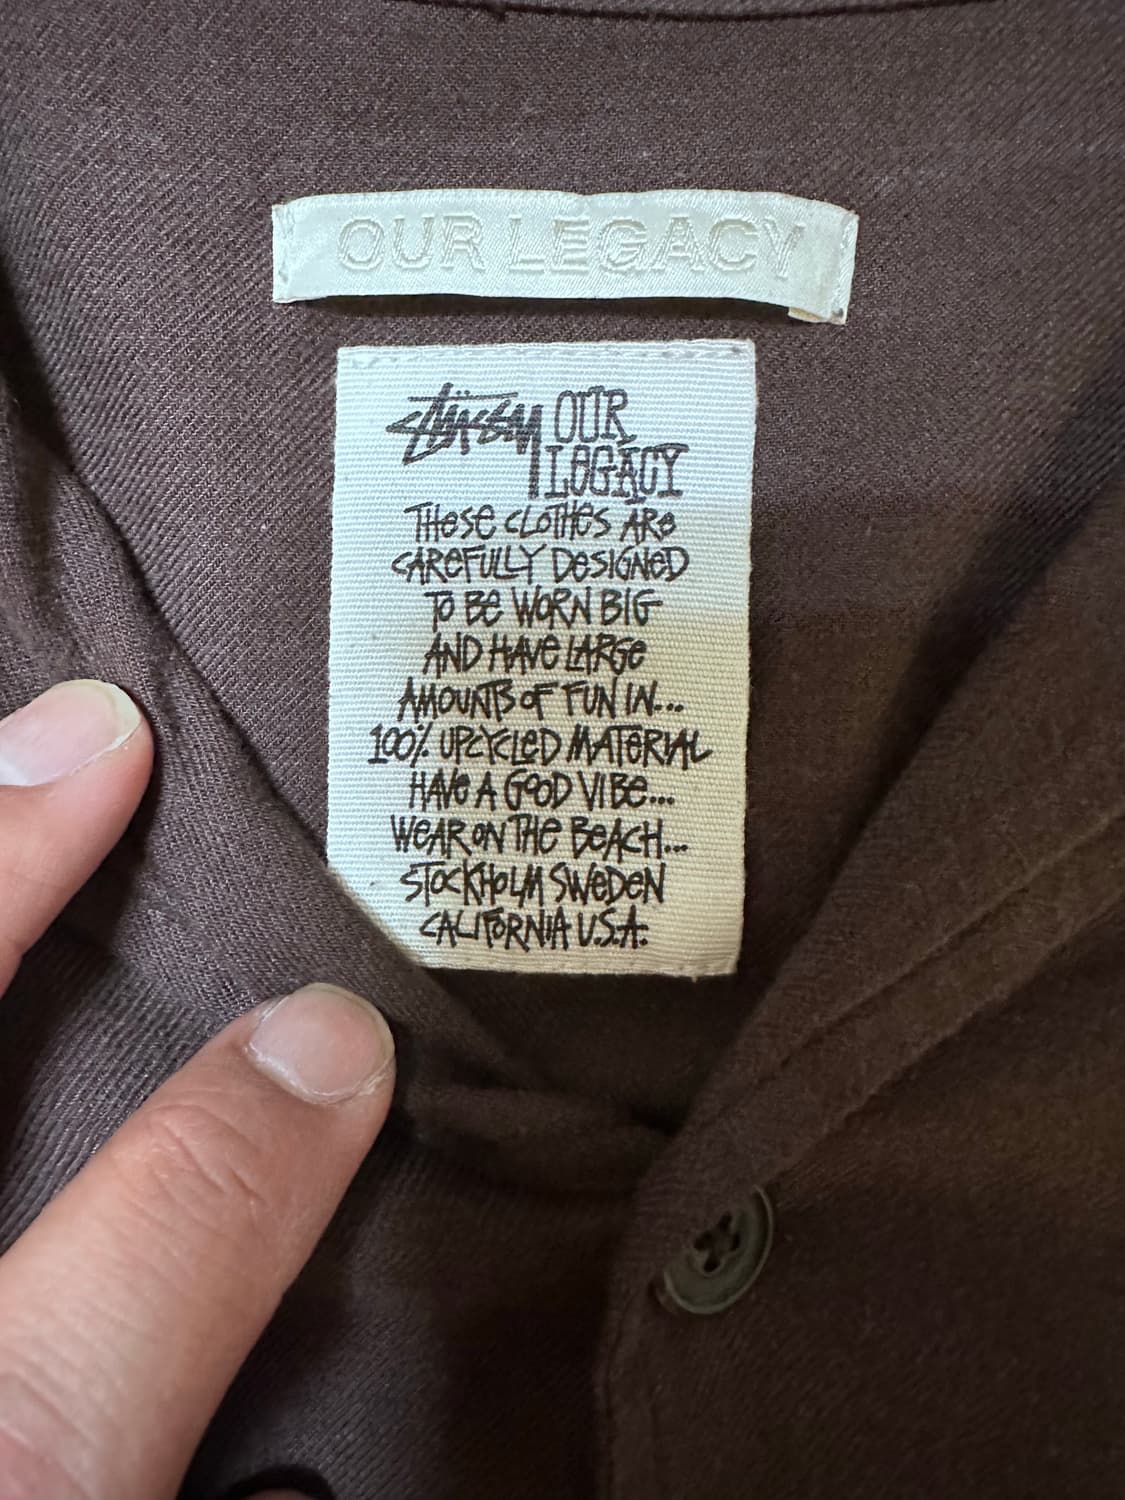 OUR LEGACY
STÜSSY OUR
LEGACY
THESE CLOTHES ARE
CAREFULLY DESIGNED
TO BE WORN BIG
AND HAVE LARGE
AMOUNTS OF FUN IN...
100% UPCYCLED MATERIAL
HAVE A GOOD VIBE...
WEAR ON THE BEACH...
STOCKHOLM SWEDEN
CALIFORNIA U.S.A.